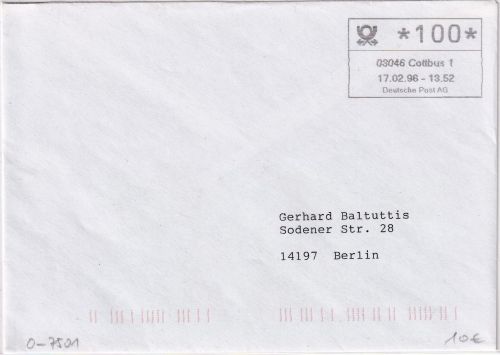 *100*
03046 Cottbus 1
17.02.96 - 13.52
Deutsche Post AG
Gerhard Baltuttis
Sodener Str. 28
14197 Berlin
0-7501
10€